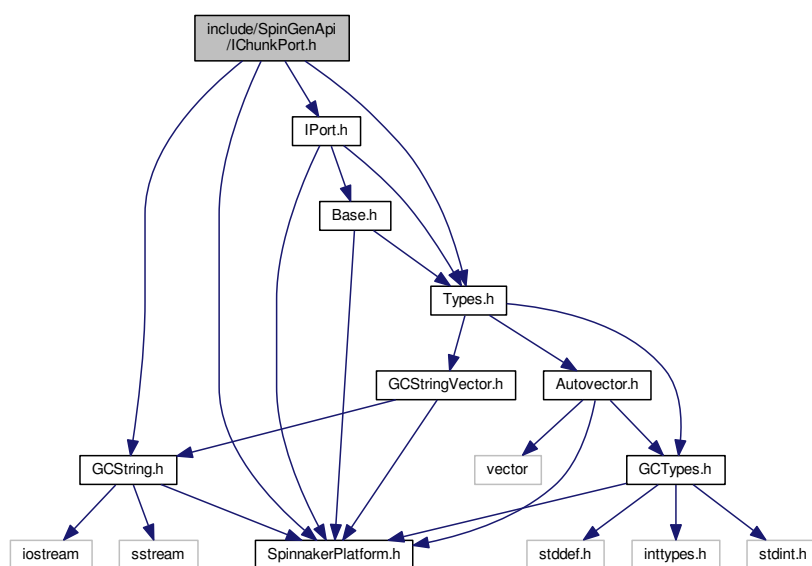 include/SpinGenApi
/IChunkPort.h
IPort.h
Base.h
Types.h
GCStringVector.h
Autovector.h
GCString.h
vector
GCTypes.h
iostream
sstream
SpinnakerPlatform.h
stddef.h
inttypes.h
stdint.h